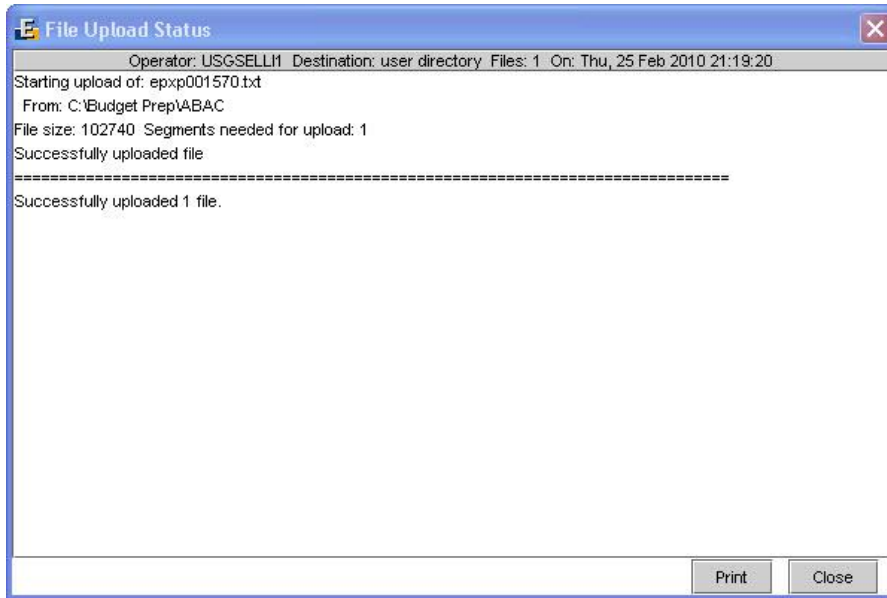 File Upload Status
Operator: USGSELLI1 Destination: user directory Files: 1 On: Thu, 25 Feb 2010 21:19:20
Starting upload of: epxp001570.txt
From: C:\Budget Prep\ABAC
File size: 102740 Segments needed for upload: 1
Successfully uploaded file
================================================================================
Successfully uploaded 1 file.
Print Close